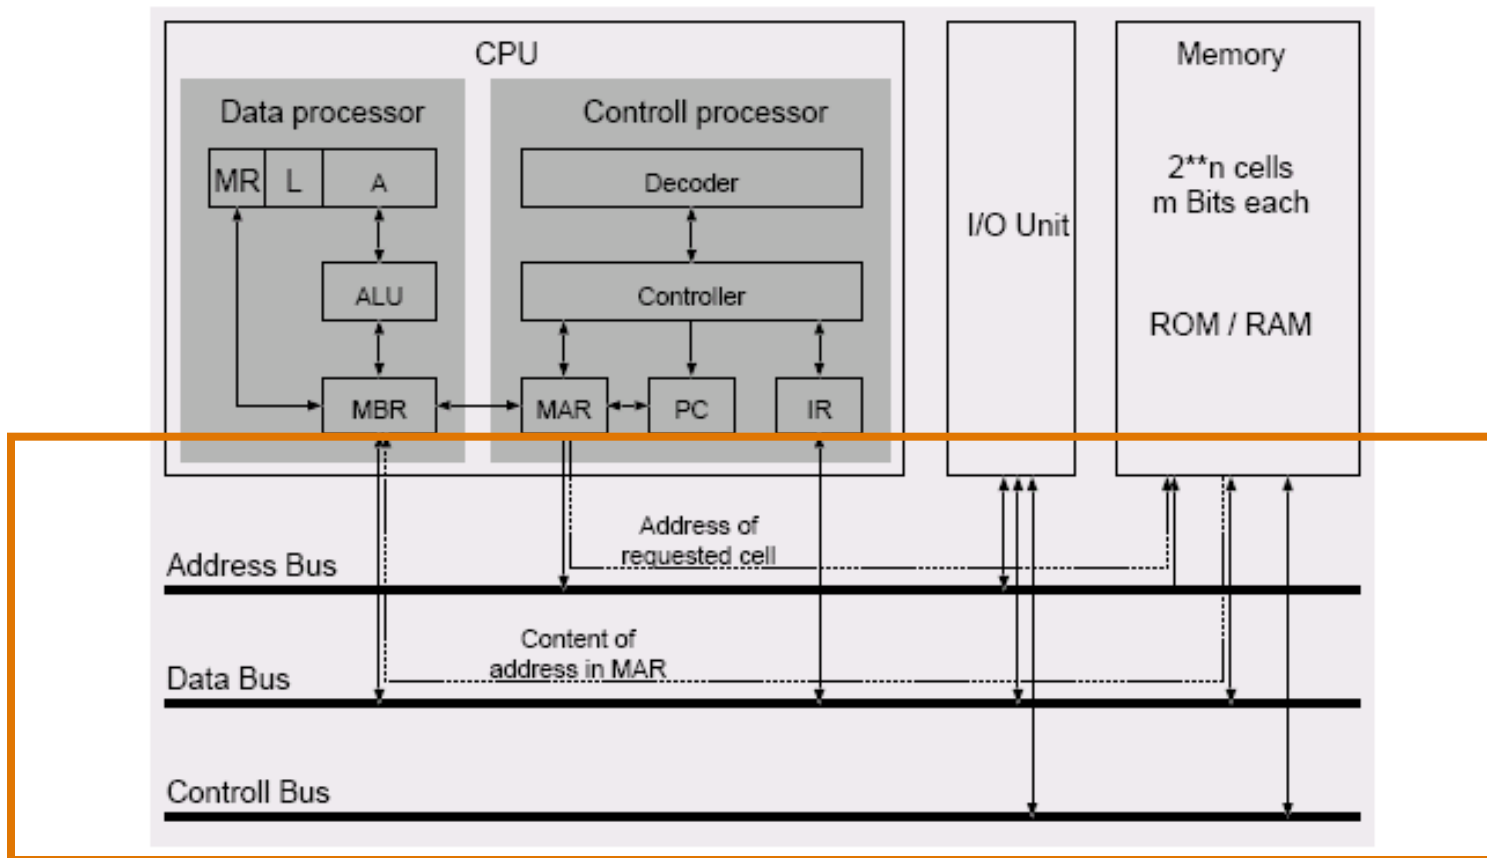 CPU
Data processor
MR
L
A
ALU
MBR
Controll processor
Decoder
Controller
MAR
PC
IR
I/O Unit
Memory
2**n cells
m Bits each
ROM / RAM
Address of
requested cell
Address Bus
Content of
address in MAR
Data Bus
Controll Bus